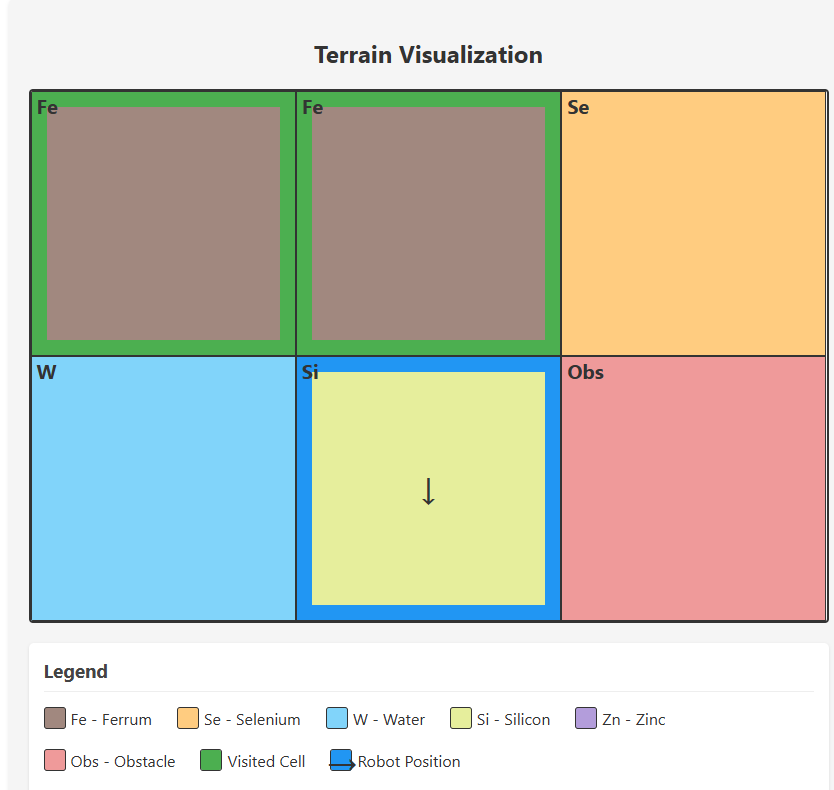 Terrain Visualization
Fe Fe Se
W Si Obs
↓
Legend
Fe - Ferrum Se - Selenium W - Water Si - Silicon Zn - Zinc
Obs - Obstacle Visited Cell → Robot Position